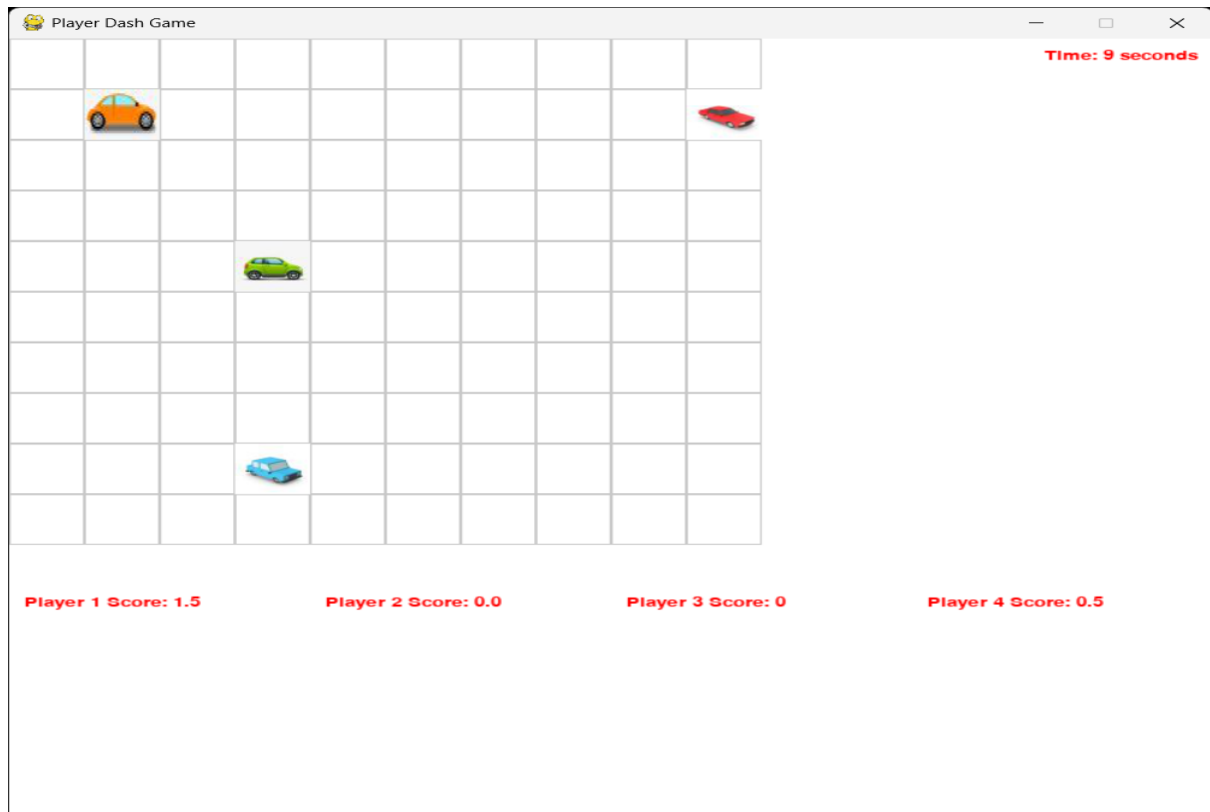 Player Dash Game
Time: 9 seconds
Player 1 Score: 1.5 Player 2 Score: 0.0 Player 3 Score: 0 Player 4 Score: 0.5